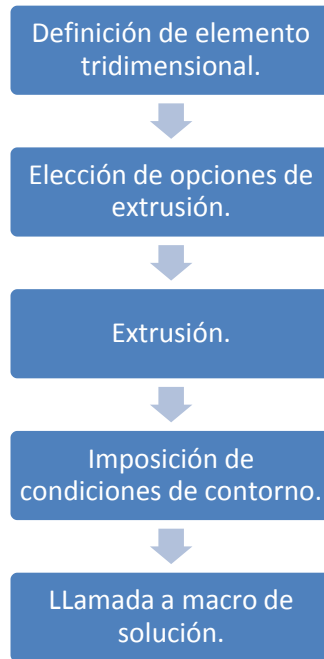 Definición de elemento
tridimensional.
Elección de opciones de
extrusión.
Extrusión.
Imposición de
condiciones de contorno.
LLamada a macro de
solución.